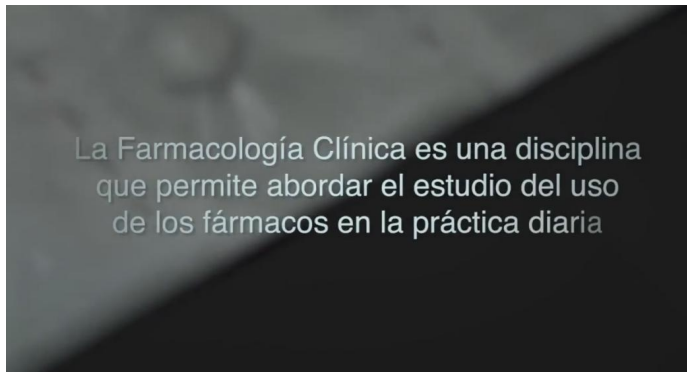 La Farmacología Clínica es una disciplina
que permite abordar el estudio del uso
de los fármacos en la práctica diaria